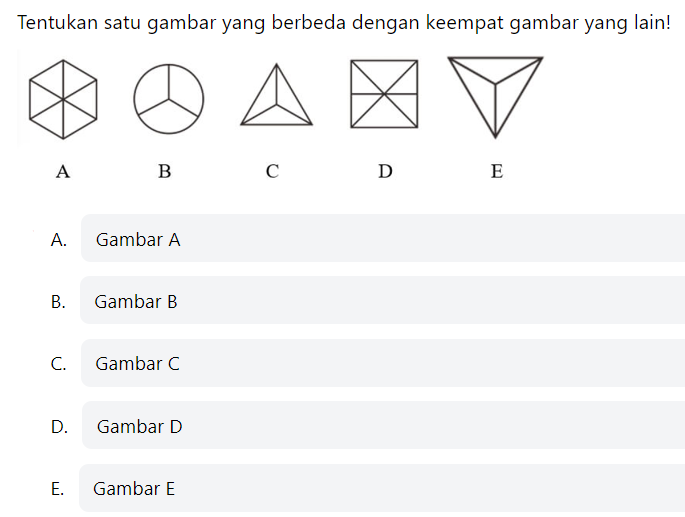 Tentukan satu gambar yang berbeda dengan keempat gambar yang lain!
A B C D E
A. Gambar A
B. Gambar B
C. Gambar C
D. Gambar D
E. Gambar E